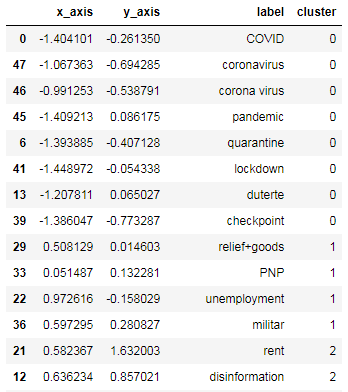 x_axis y_axis label cluster
0 -1.404101 -0.261350 COVID 0
47 -1.067363 -0.694285 coronavirus 0
46 -0.991253 -0.538791 corona virus 0
45 -1.409213 0.086175 pandemic 0
6 -1.393885 -0.407128 quarantine 0
41 -1.448972 -0.054338 lockdown 0
13 -1.207811 0.065027 duterte 0
39 -1.386047 -0.773287 checkpoint 0
29 0.508129 0.014603 relief+goods 1
33 0.051487 0.132281 PNP 1
22 0.972616 -0.158029 unemployment 1
36 0.597295 0.280827 militar 1
21 0.582367 1.632003 rent 2
12 0.636234 0.857021 disinformation 2